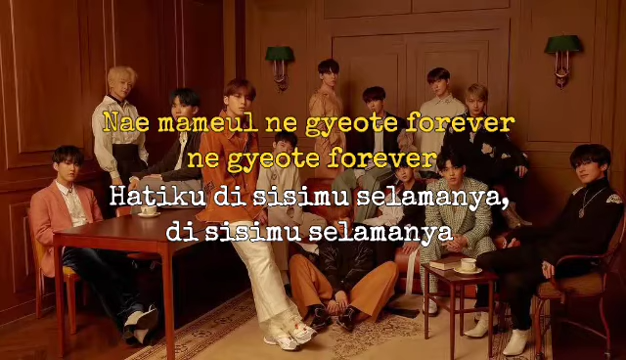 Nae mameul ne gyeote forever
ne gyeote forever
Hatiku di sisimu selamanya,
di sisimu selamanya